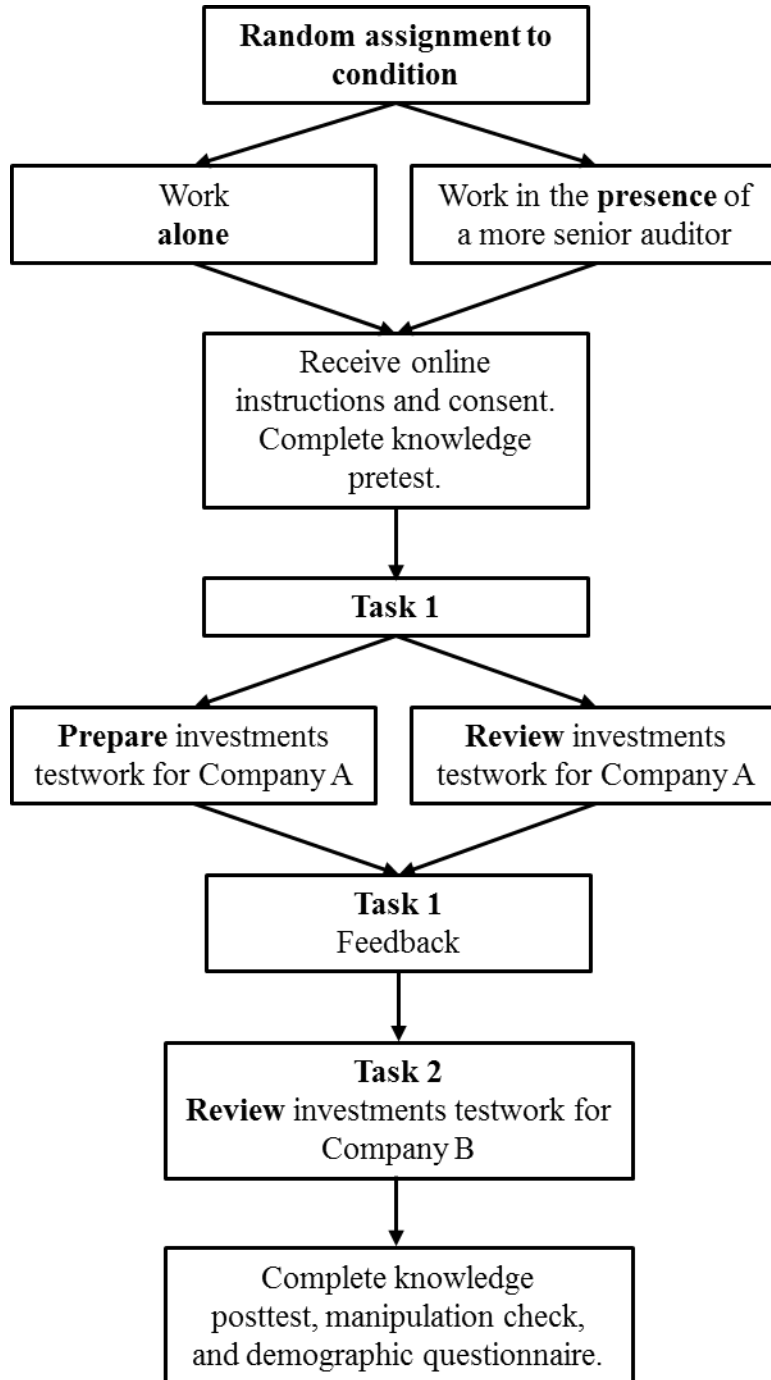 Random assignment to
condition
Work
alone
Work in the presence of
a more senior auditor
Receive online
instructions and consent.
Complete knowledge
pretest.
Task 1
Prepare investments
testwork for Company A
Review investments
testwork for Company A
Task 1
Feedback
Task 2
Review investments testwork for
Company B
Complete knowledge
posttest, manipulation check,
and demographic questionnaire.